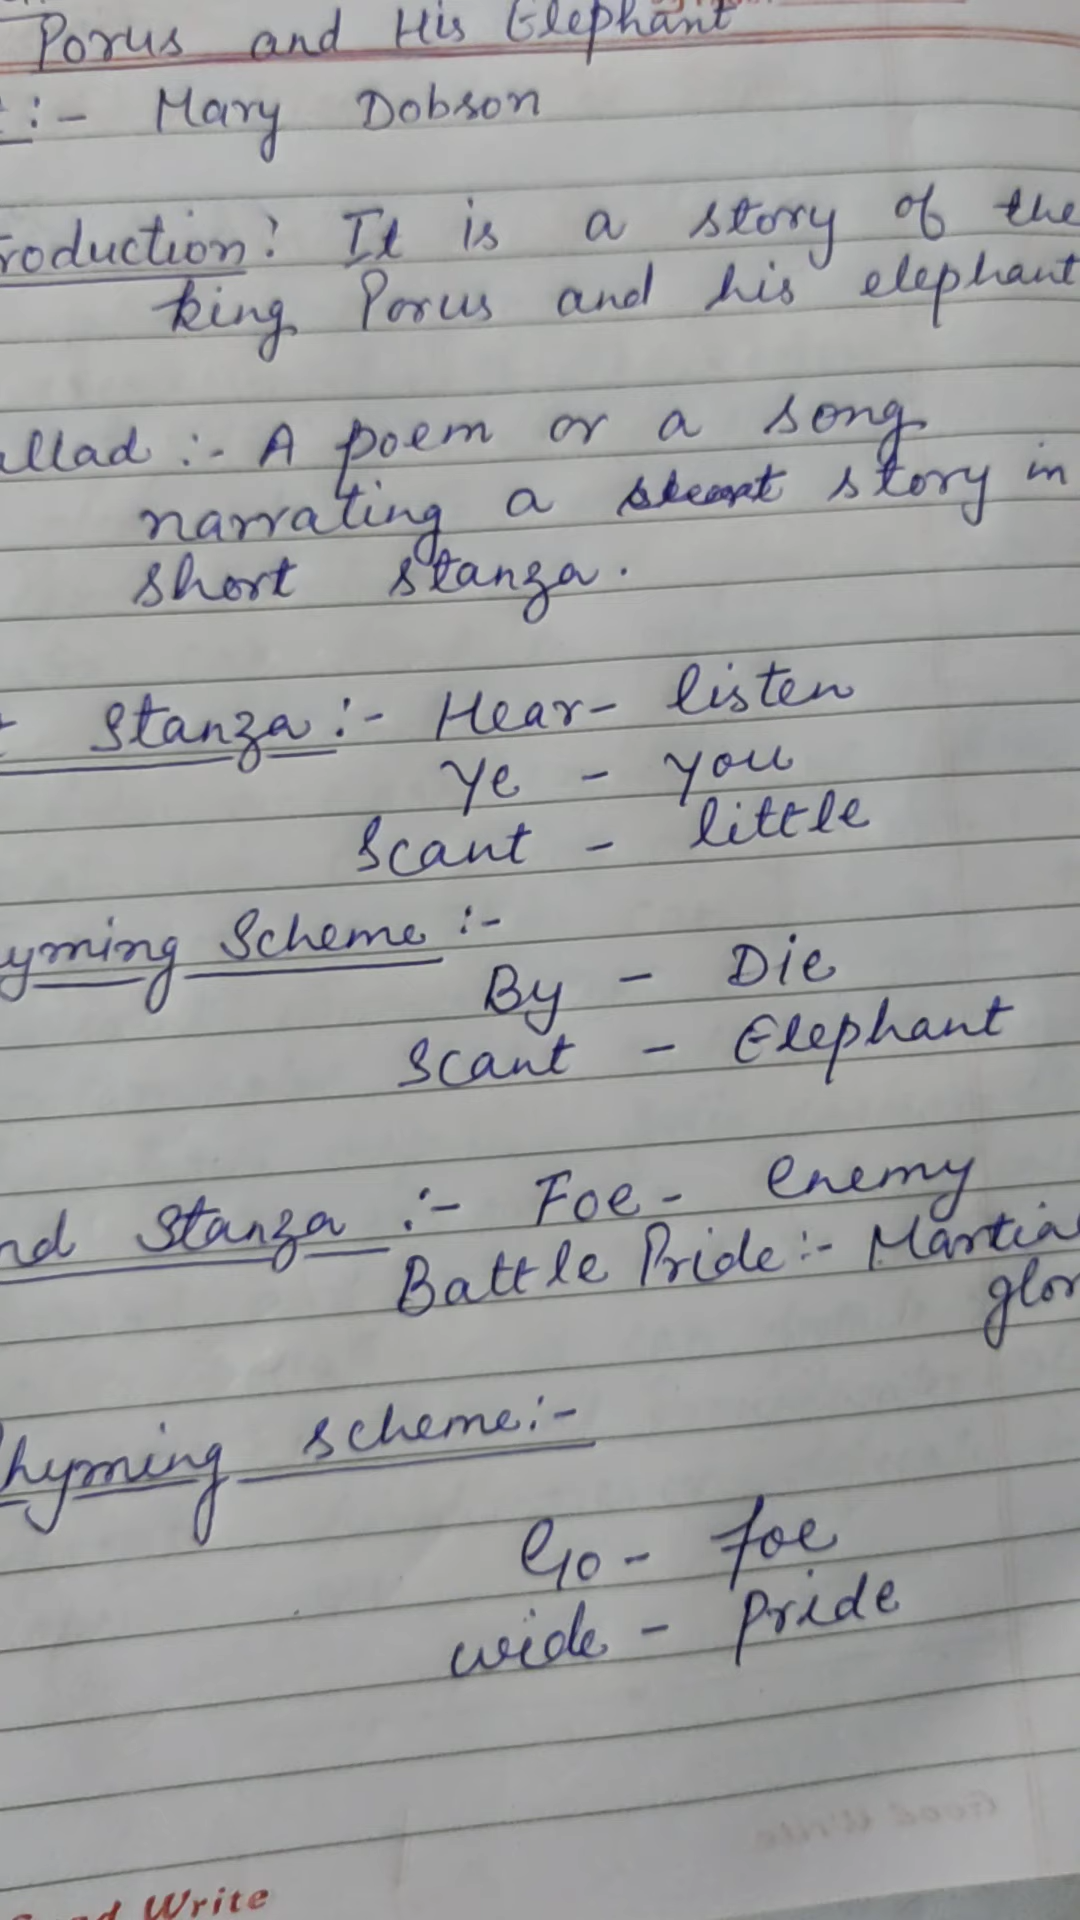 Porus and His Elephant
:- Mary Dobson
roduction: It is a story of the
king Porus and his elephant
llad :- A poem or a song
narrating a story in
short stanza.
Stanza :- Hear - listen
Ye - you
Scant - little
yming Scheme :-
By - Die
Scant - Elephant
nd Stanza :- Foe - enemy
Battle Pride :- Martial
glor
hyming scheme :-
Go - foe
wide - pride
Write